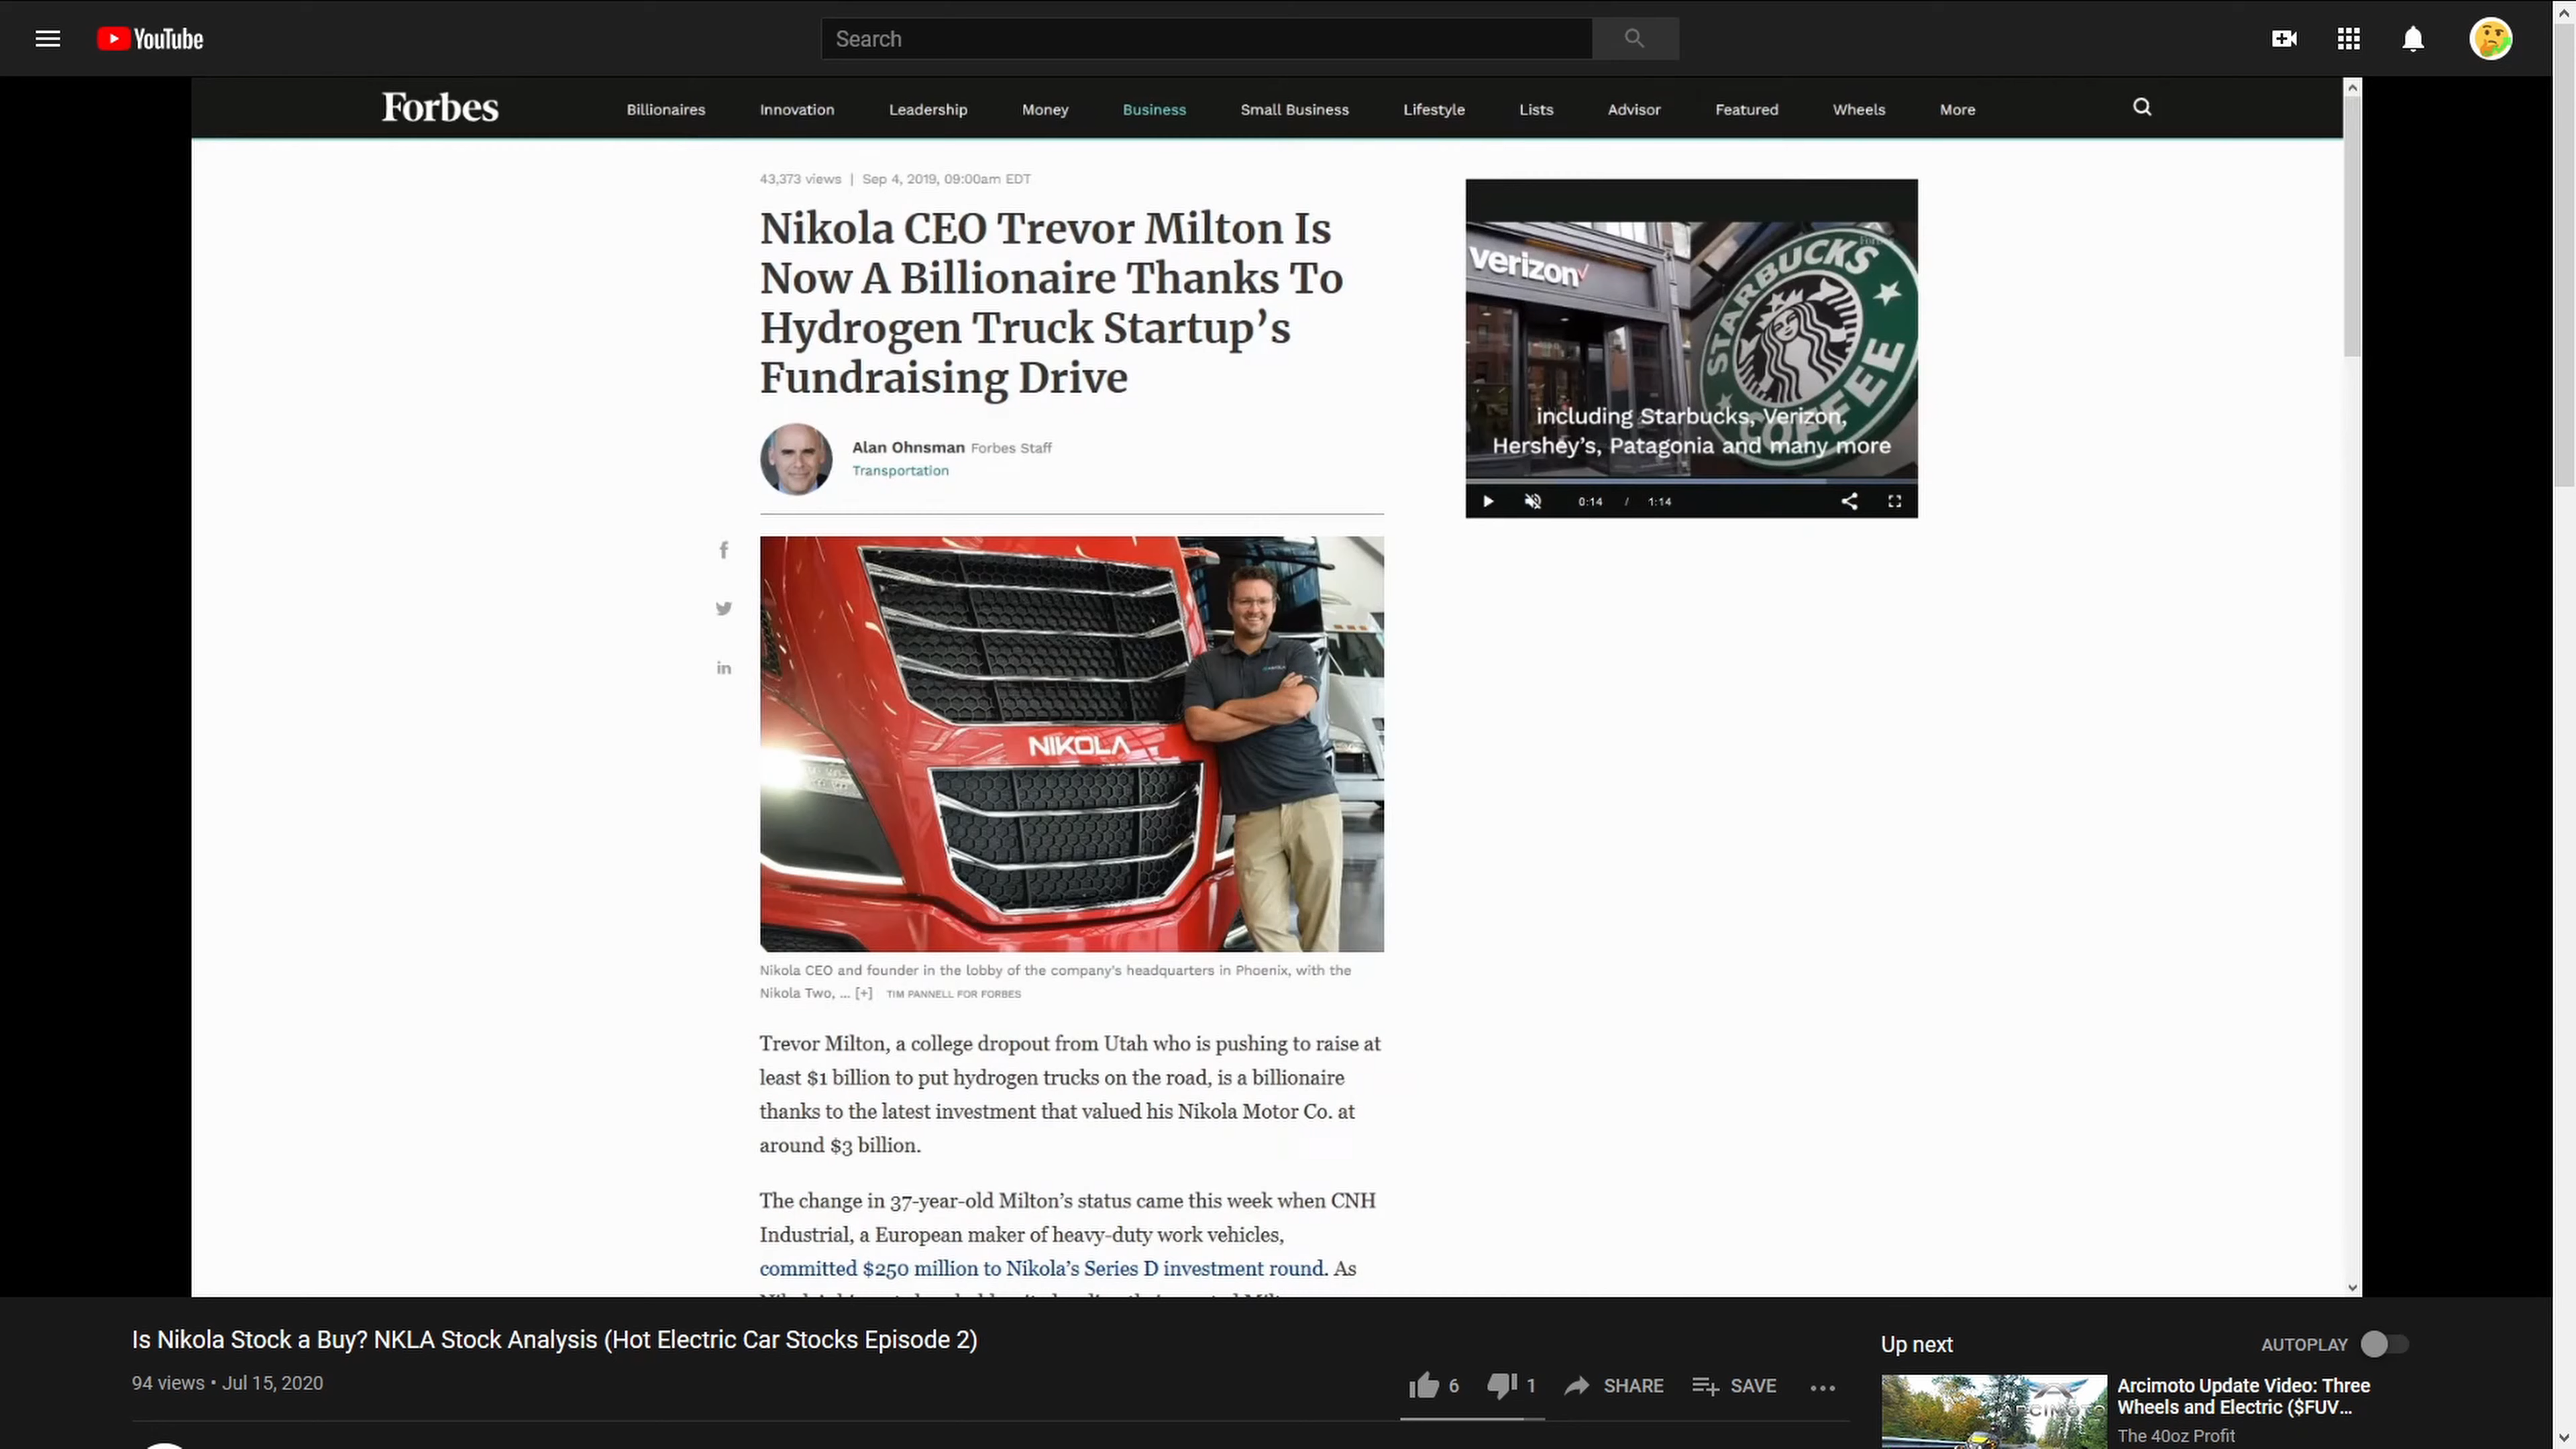 YouTube
Search
Forbes
Billionaires
Innovation
Leadership
Money
Business
Small Business
Lifestyle
Lists
Advisor
Featured
Wheels
More
43,373 views | Sep 4, 2019, 09:00am EDT
Nikola CEO Trevor Milton Is
Now A Billionaire Thanks To
Hydrogen Truck Startup’s
Fundraising Drive
Alan Ohnsman Forbes Staff
Transportation
verizon
STARBUCKS
COFFEE
including Starbucks, Verizon,
Hershey’s, Patagonia and many more
0:14 / 1:14
NIKOLA
Nikola CEO and founder in the lobby of the company's headquarters in Phoenix, with the
Nikola Two, ... [+] TIM PANNELL FOR FORBES
Trevor Milton, a college dropout from Utah who is pushing to raise at
least $1 billion to put hydrogen trucks on the road, is a billionaire
thanks to the latest investment that valued his Nikola Motor Co. at
around $3 billion.
The change in 37-year-old Milton’s status came this week when CNH
Industrial, a European maker of heavy-duty work vehicles,
committed $250 million to Nikola’s Series D investment round. As
Is Nikola Stock a Buy? NKLA Stock Analysis (Hot Electric Car Stocks Episode 2)
94 views • Jul 15, 2020
6
1
SHARE
SAVE
Up next
AUTOPLAY
ARCIMOTO
Arcimoto Update Video: Three
Wheels and Electric ($FUV...
The 40oz Profit